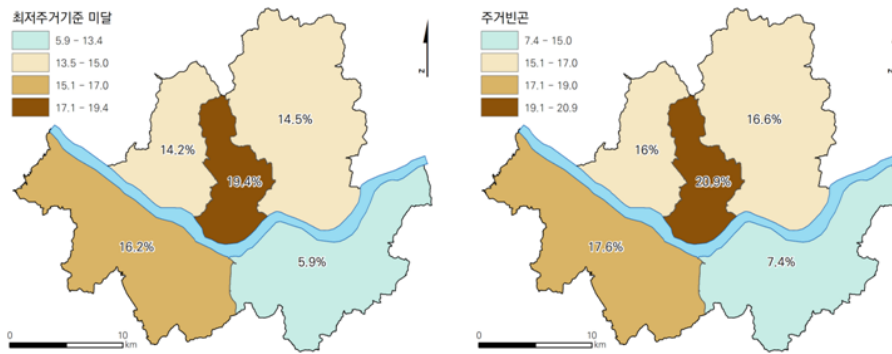 최저주거기준 미달
5.9 – 13.4
13.5 – 15.0
15.1 – 17.0
17.1 – 19.4
14.5%
14.2%
19.4%
16.2%
5.9%
0
10
km
N
주거빈곤
7.4 – 15.0
15.1 – 17.0
17.1 – 19.0
19.1 – 20.9
16.6%
16%
20.9%
17.6%
7.4%
0
10
km
N